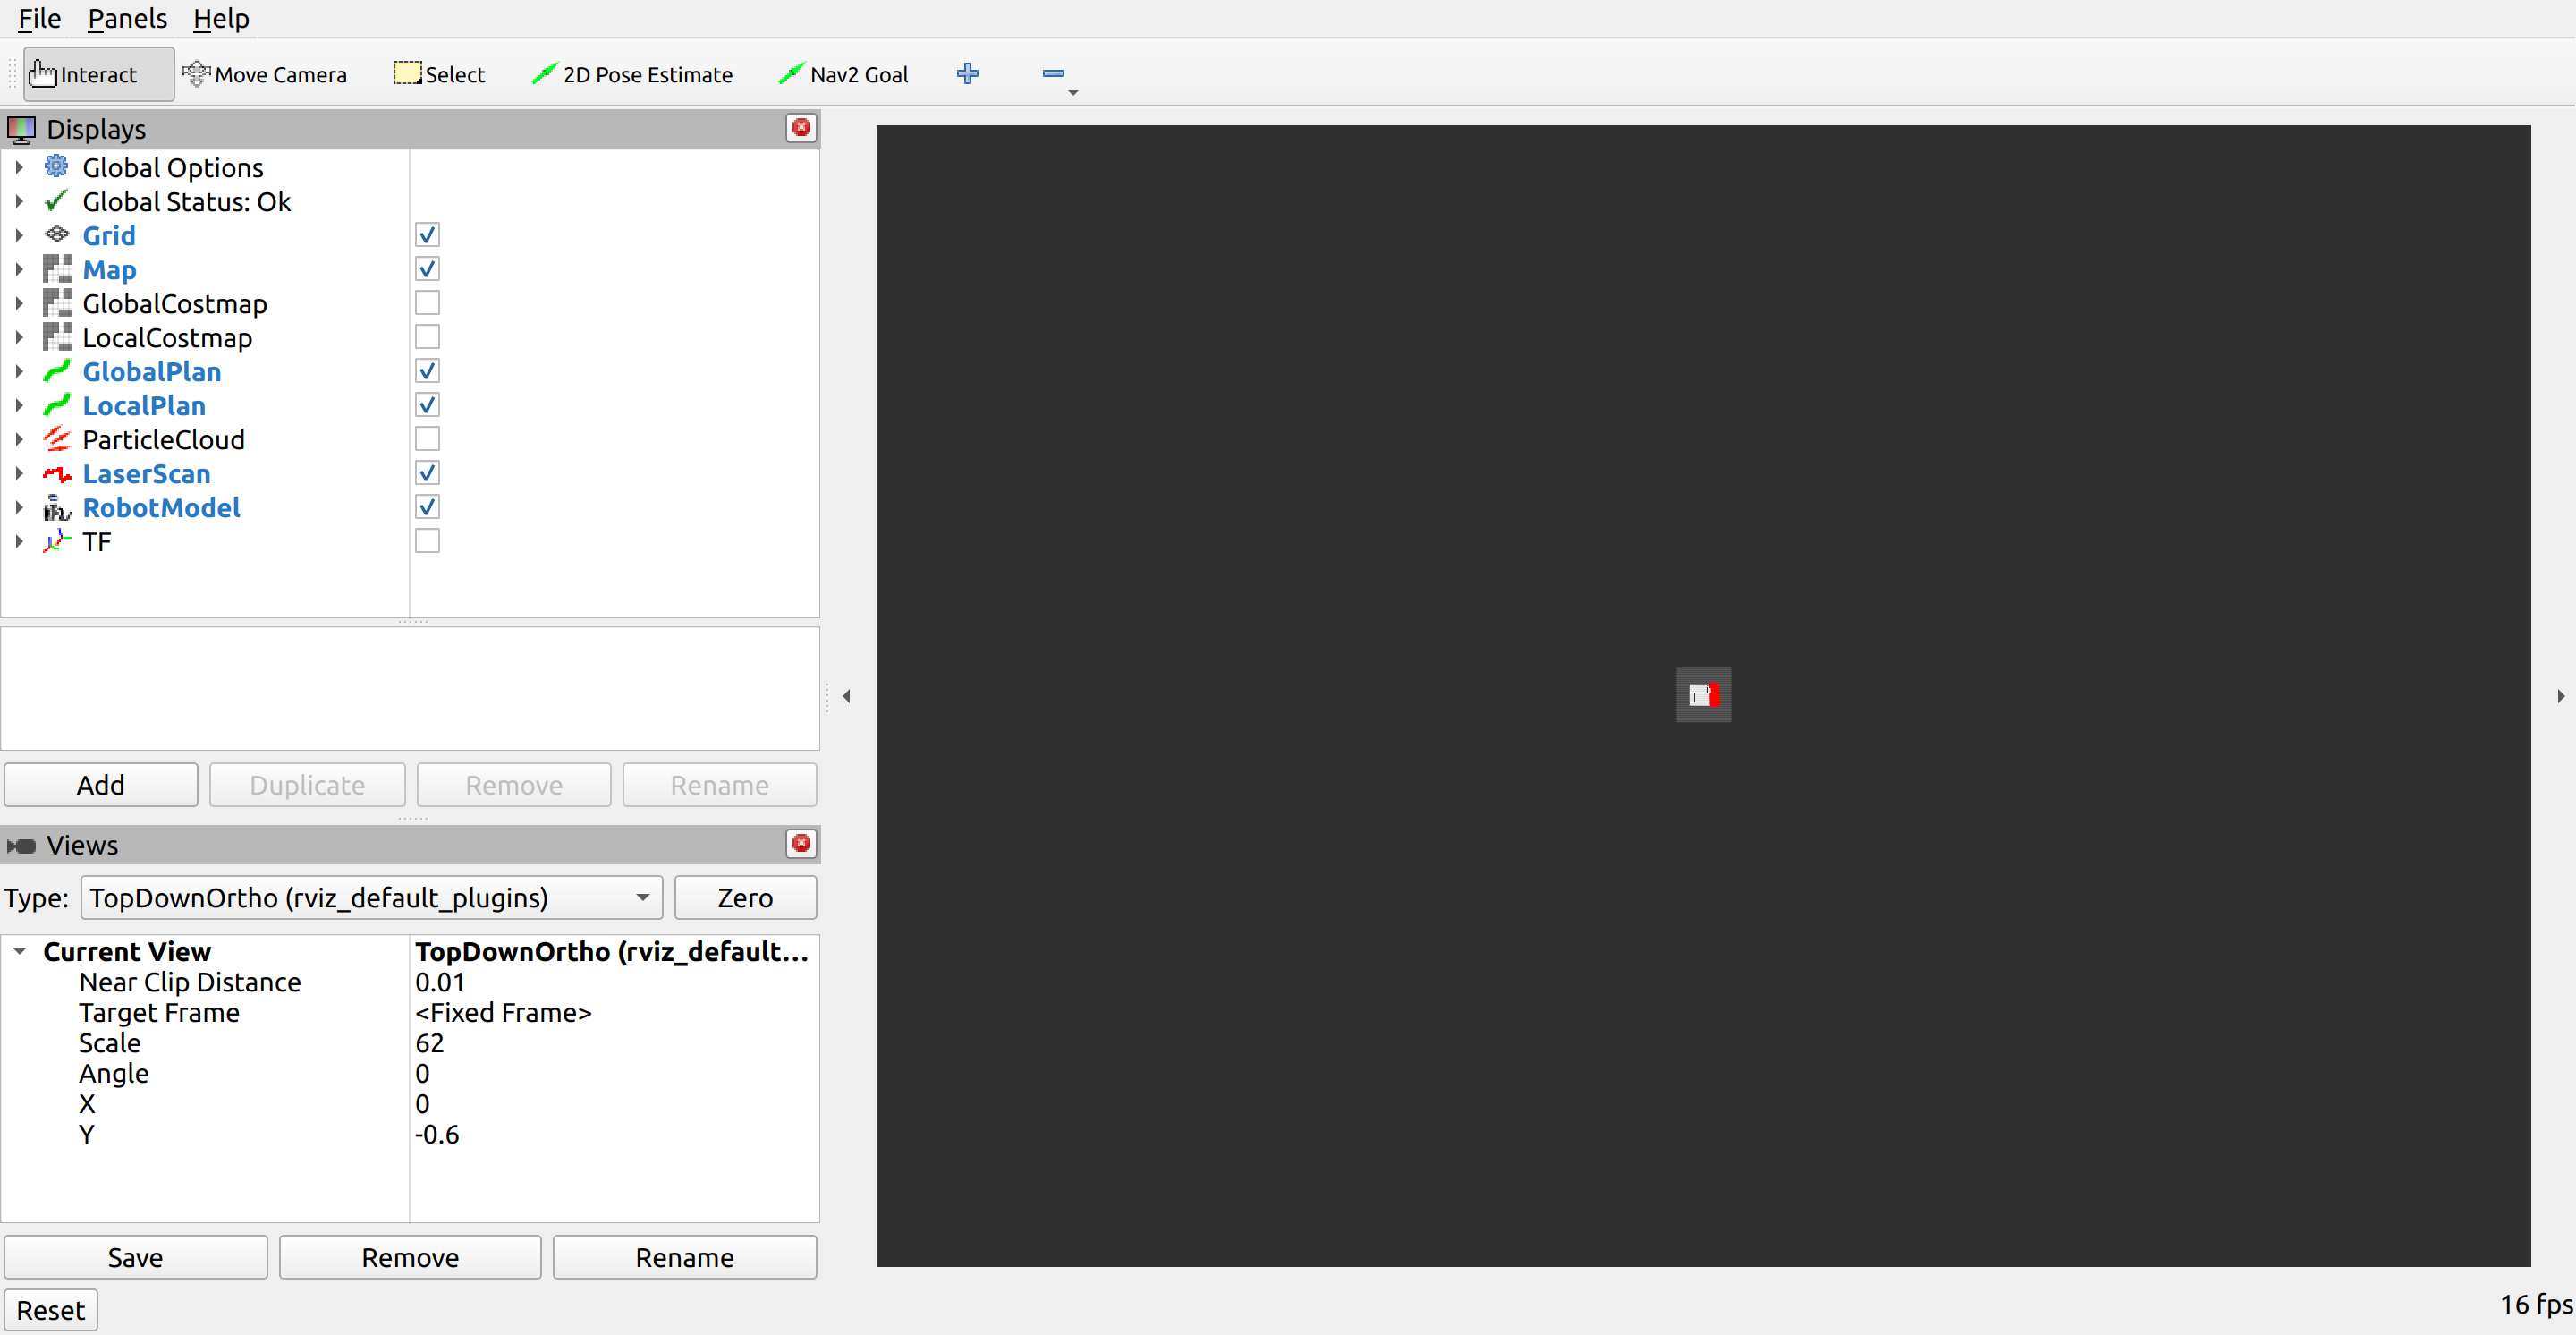 File Panels Help
Interact Move Camera Select 2D Pose Estimate Nav2 Goal
Displays
Global Options
Global Status: Ok
Grid
Map
GlobalCostmap
LocalCostmap
GlobalPlan
LocalPlan
ParticleCloud
LaserScan
RobotModel
TF
Add Duplicate Remove Rename
Views
Type: TopDownOrtho (rviz_default_plugins) Zero
Current View TopDownOrtho (rviz_default...
Near Clip Distance 0.01
Target Frame <Fixed Frame>
Scale 62
Angle 0
X 0
Y -0.6
Save Remove Rename
Reset 16 fps